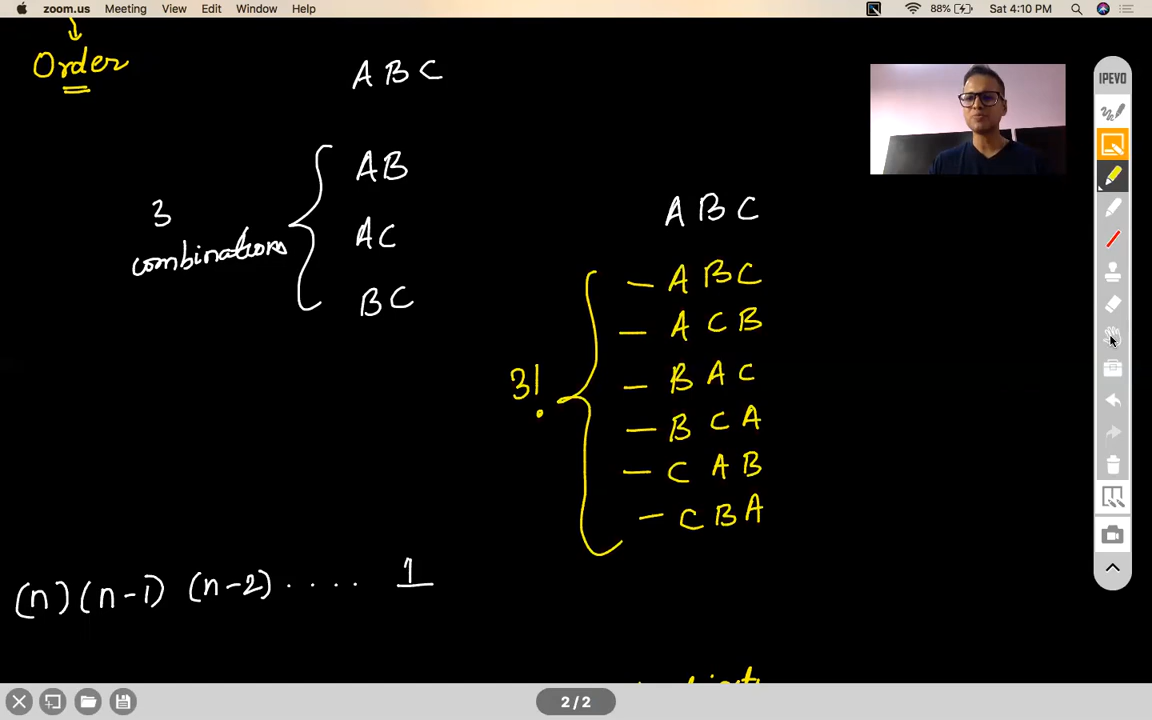 zoom.us Meeting View Edit Window Help 88% Sat 4:10 PM
Order
A B C
IPEVO
AB
3
combinations
AC
BC
A B C
– A B C
– A C B
3!
– B A C
– B C A
– C A B
– C B A
(n) (n-1) (n-2) . . . . . 1
2/2